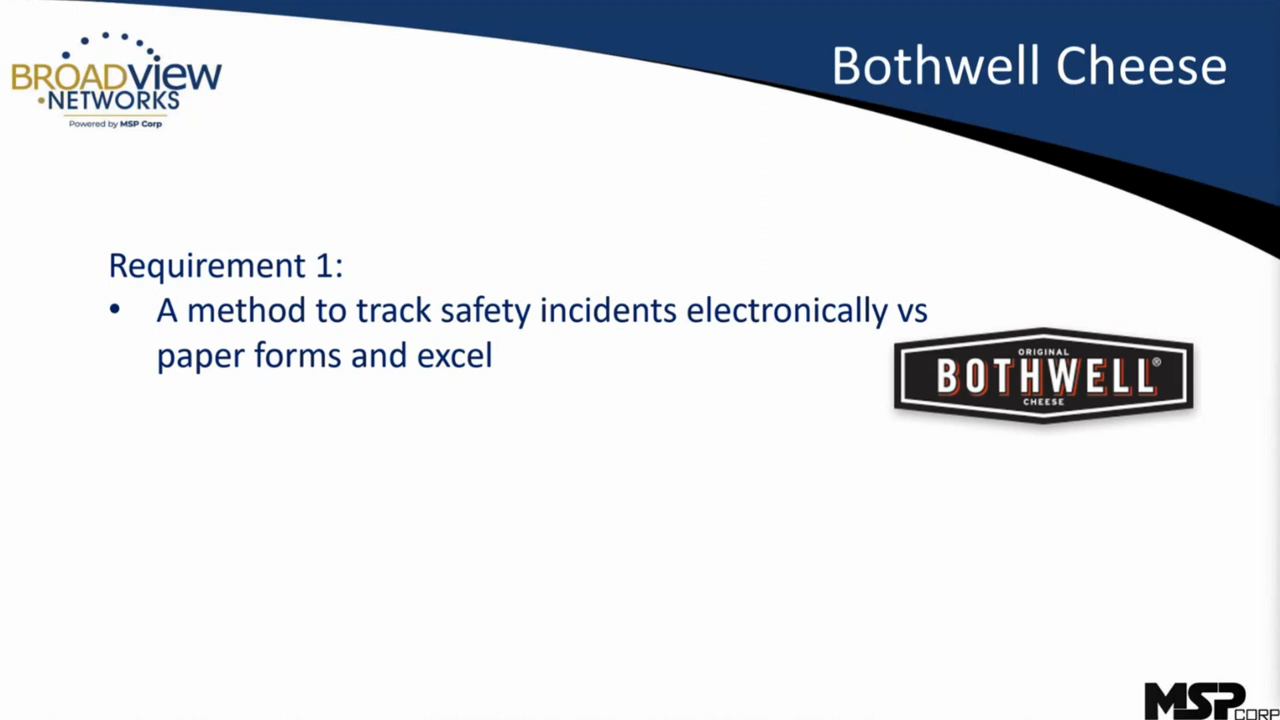 BROADVIEW
NETWORKS
Powered by MSP Corp
Bothwell Cheese
Requirement 1:
• A method to track safety incidents electronically vs
paper forms and excel
ORIGINAL
BOTHWELL®
CHEESE
MSP
CORP